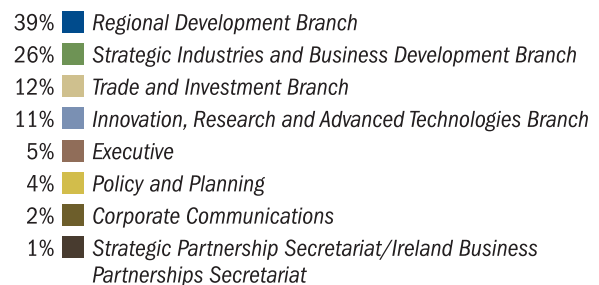 39% Regional Development Branch
26% Strategic Industries and Business Development Branch
12% Trade and Investment Branch
11% Innovation, Research and Advanced Technologies Branch
5% Executive
4% Policy and Planning
2% Corporate Communications
1% Strategic Partnership Secretariat/Ireland Business
Partnerships Secretariat